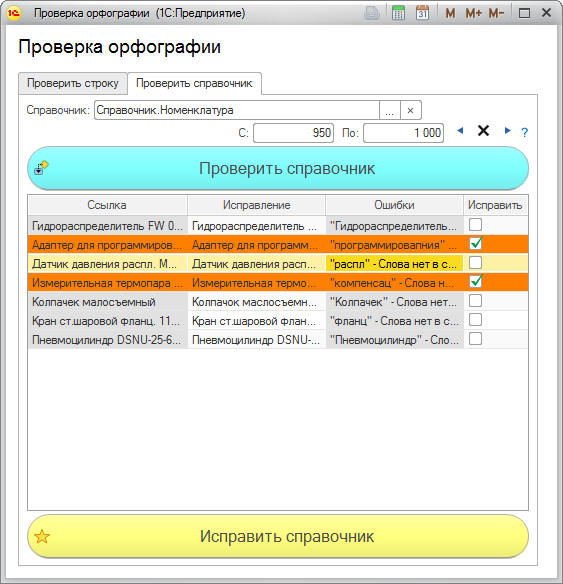 Проверка орфографии (1С:Предприятие)
31 M M+ M-
Проверка орфографии
Проверить строку Проверить справочник
Справочник: Справочник.Номенклатура ... ×
С: 950 По: 1 000 ?
Проверить справочник
Ссылка Исправление Ошибки Исправить
Гидрораспределитель FW 0... Гидрораспределитель ... "Гидрораспределитель...
Адаптер для программиров... Адаптер для программ... "программировапния" ...
Датчик давления распл. М... Датчик давления расп... "распл" - Слова нет в с...
Измерительная термопара ... Измерительная термо... "компенсац" - Слова н...
Колпачек малосъемный Колпачок маслосъемн... "Колпачек" - Слова нет...
Кран ст.шаровой фланц. 11... Кран ст.шаровой флан... "фланц" - Слова нет в с...
Пневмоцилиндр DSNU-25-6... Пневмоцилиндр DSNU-... "Пневмоцилиндр" - Сло...
Исправить справочник